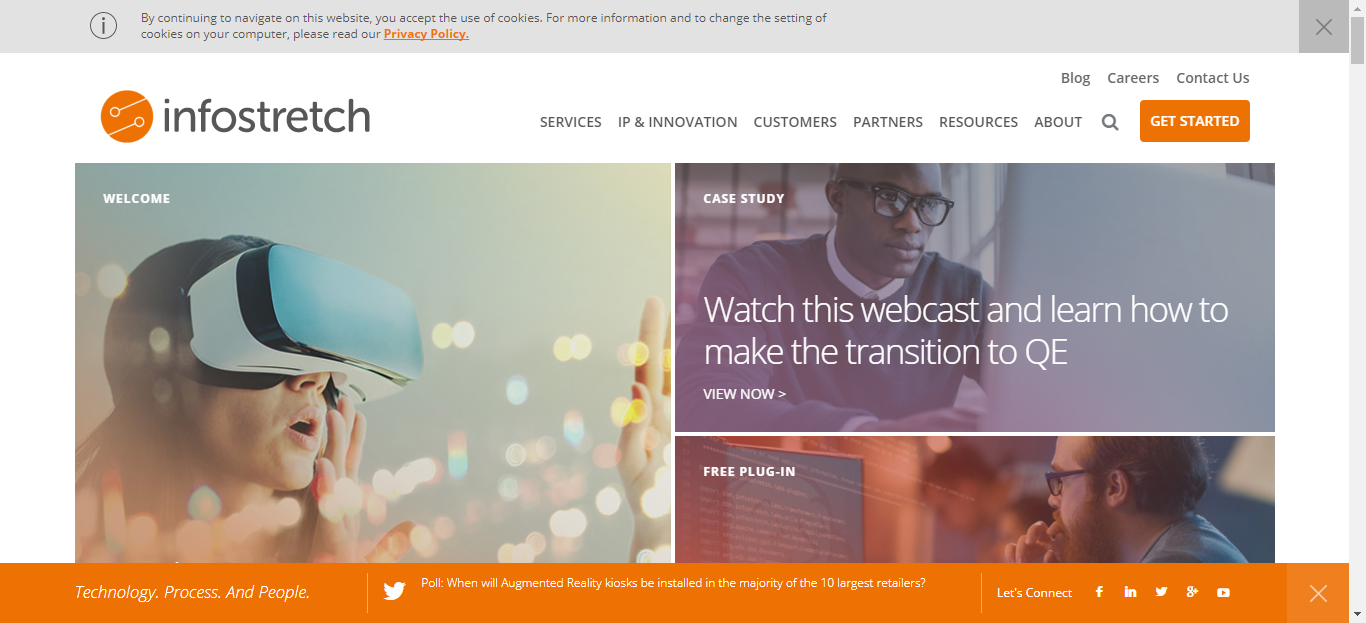 By continuing to navigate on this website, you accept the use of cookies. For more information and to change the setting of
cookies on your computer, please read our Privacy Policy.
Blog Careers Contact Us
infostretch
SERVICES IP & INNOVATION CUSTOMERS PARTNERS RESOURCES ABOUT GET STARTED
WELCOME
CASE STUDY
Watch this webcast and learn how to
make the transition to QE
VIEW NOW >
FREE PLUG-IN
Technology. Process. And People.
Poll: When will Augmented Reality kiosks be installed in the majority of the 10 largest retailers?
Let's Connect